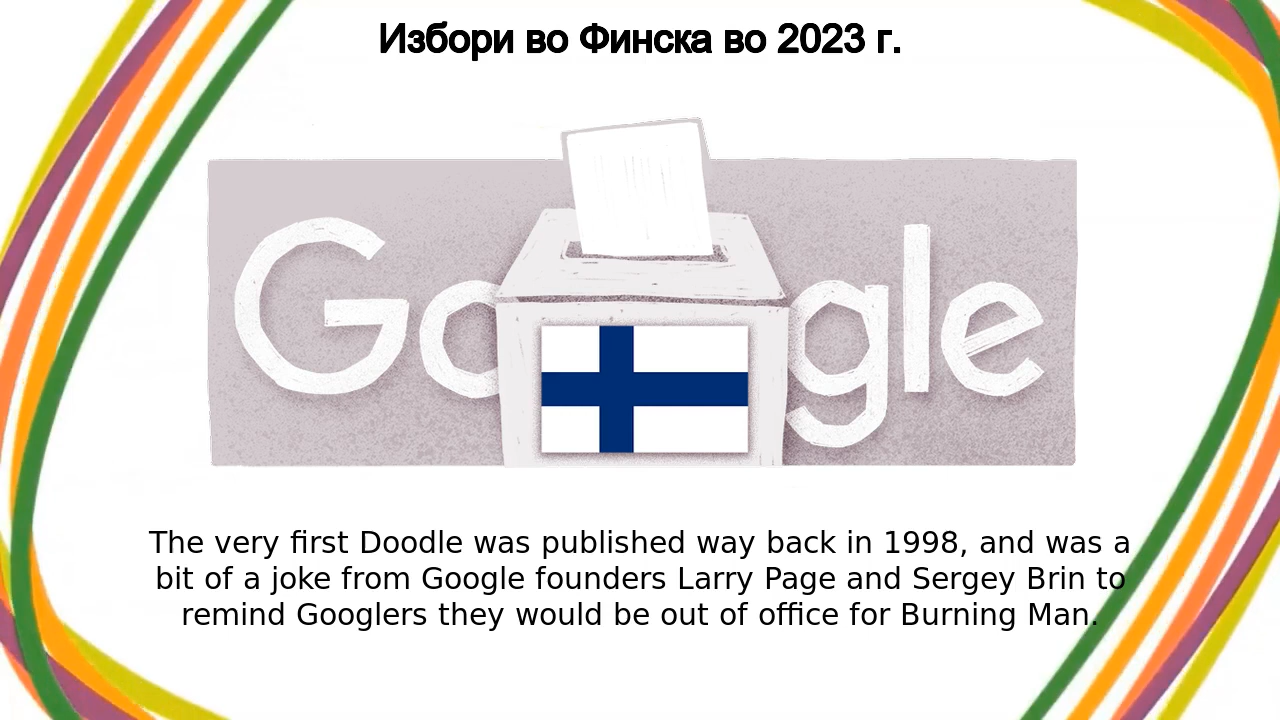 Избори во Финска во 2023 г.
Google
The very first Doodle was published way back in 1998, and was a
bit of a joke from Google founders Larry Page and Sergey Brin to
remind Googlers they would be out of office for Burning Man.